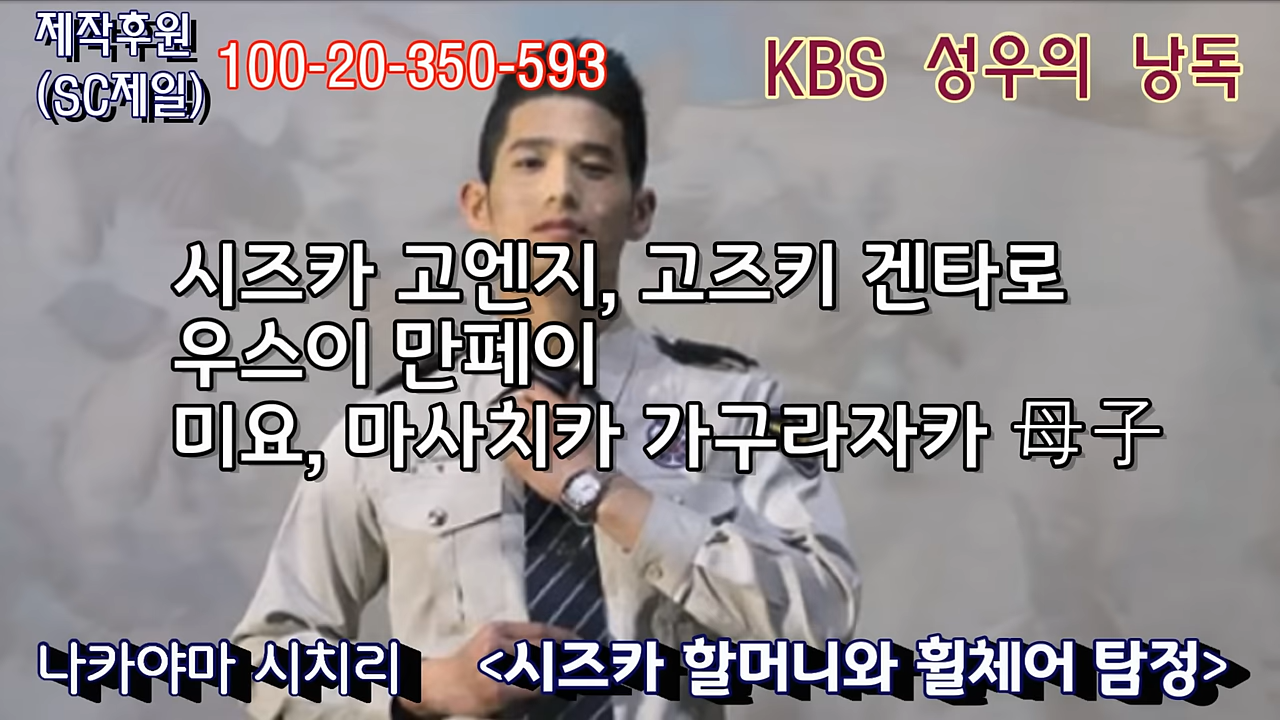 제작후원
(SC제일)
100-20-350-593
KBS 성우의 낭독
시즈카 고엔지, 고즈키 겐타로
우스이 만페이
미요, 마사치카 가구라자카 母子
나카야마 시치리 <시즈카 할머니와 휠체어 탐정>